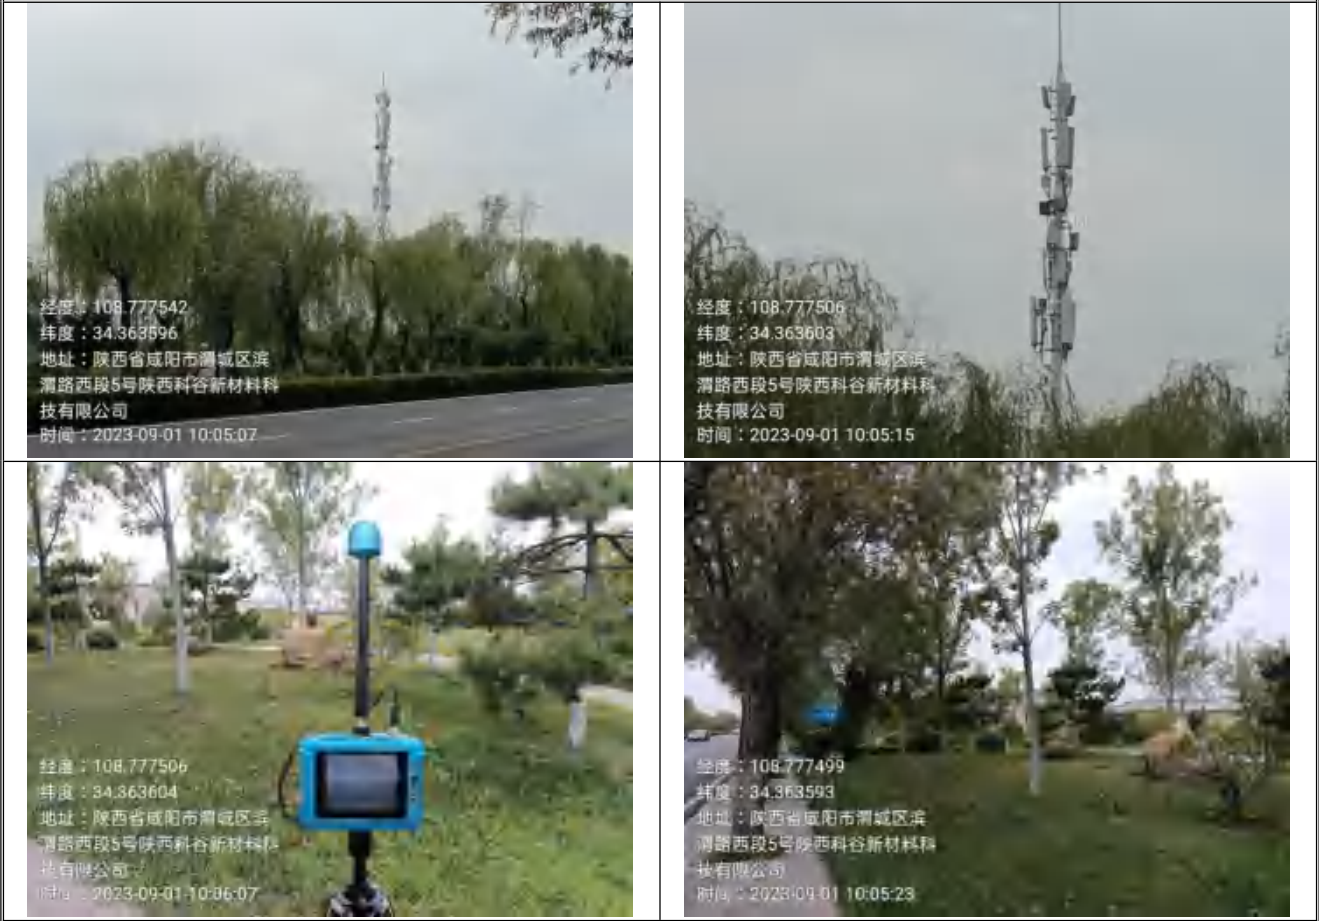 经度：108.777542
纬度：34.363596
地址：陕西省咸阳市渭城区滨
渭路西段5号陕西科谷新材料科
技有限公司
时间：2023-09-01 10:05:07
经度：108.777506
纬度：34.363603
地址：陕西省咸阳市渭城区滨
渭路西段5号陕西科谷新材料科
技有限公司
时间：2023-09-01 10:05:15
经度：108.777506
纬度：34.363604
地址：陕西省咸阳市渭城区滨
渭路西段5号陕西科谷新材料科
技有限公司
时间：2023-09-01 10:06:07
经度：108.777499
纬度：34.363593
地址：陕西省咸阳市渭城区滨
渭路西段5号陕西科谷新材料科
技有限公司
时间：2023-09-01 10:05:23